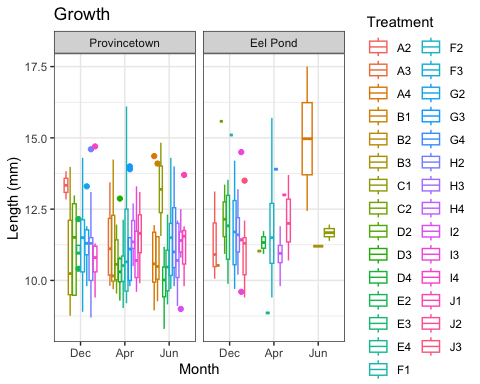 Growth
Provincetown
Eel Pond
17.5
15.0
12.5
10.0
Length (mm)
Dec
Apr
Jun
Dec
Apr
Jun
Month
Treatment
A2
A3
A4
B1
B2
B3
C1
C2
D2
D3
D4
E2
E3
E4
F1
F2
F3
G2
G3
G4
H2
H3
H4
I2
I3
I4
J1
J2
J3